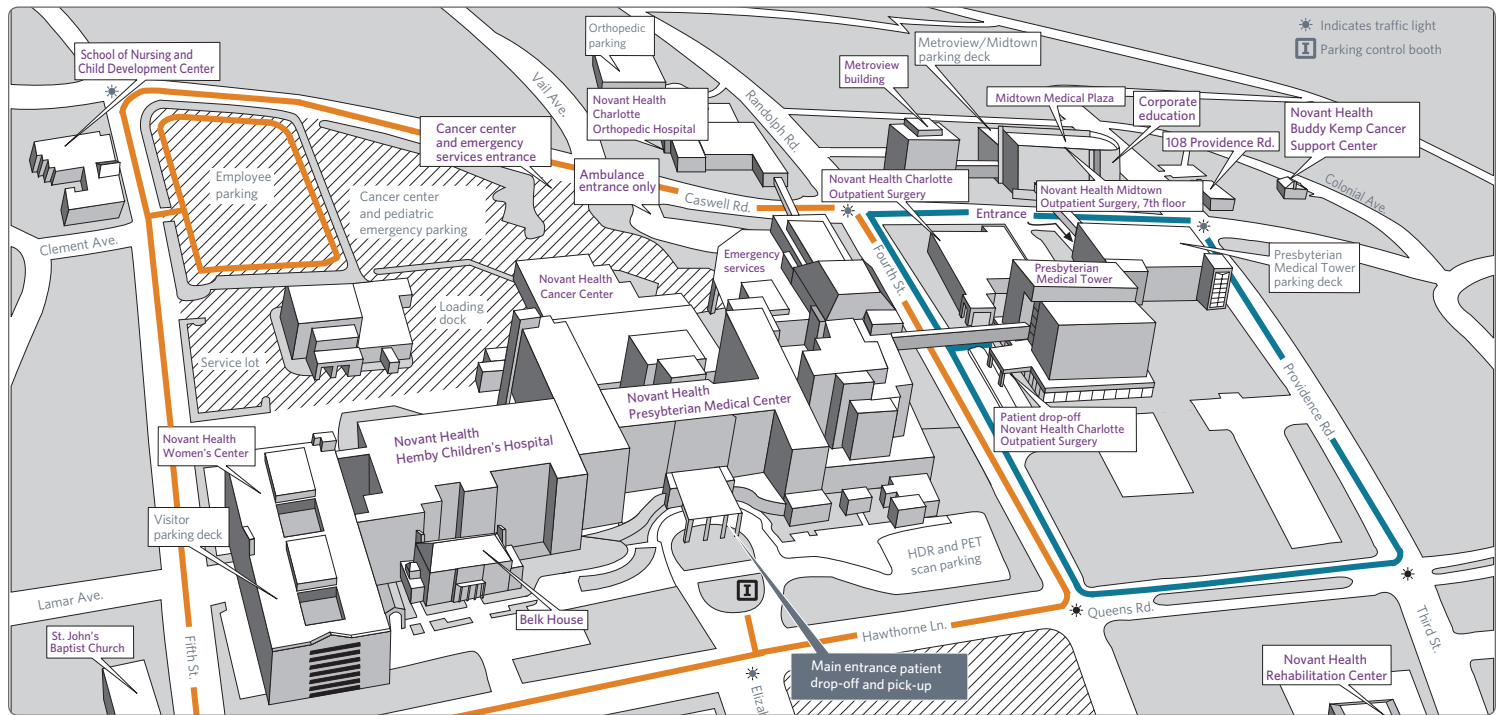 Indicates traffic light
I
Parking control booth
School of Nursing and
Child Development Center
Orthopedic
parking
Metroview/Midtown
parking deck
Metroview
building
Vail Ave.
Randolph Rd.
Novant Health
Charlotte
Orthopedic Hospital
Midtown Medical Plaza
Corporate
education
Novant Health
Buddy Kemp Cancer
Support Center
Cancer center
and emergency
services entrance
108 Providence Rd.
Employee
parking
Cancer center
and pediatric
emergency parking
Ambulance
entrance only
Novant Health Charlotte
Outpatient Surgery
Novant Health Midtown
Outpatient Surgery, 7th floor
Colonial Ave.
Caswell Rd.
Entrance
Clement Ave.
Emergency
services
Fourth St.
Presbyterian
Medical Tower
Presbyterian
Medical Tower
parking deck
Novant Health
Cancer Center
Loading
dock
Service lot
Providence Rd.
Novant Health
Presybterian Medical Center
Novant Health
Hemby Children's Hospital
Novant Health
Women's Center
Patient drop-off
Novant Health Charlotte
Outpatient Surgery
Visitor
parking deck
HDR and PET
scan parking
I
Lamar Ave.
Belk House
Queens Rd.
Hawthorne Ln.
Third St.
St. John's
Baptist Church
Fifth St.
Main entrance patient
drop-off and pick-up
Novant Health
Rehabilitation Center